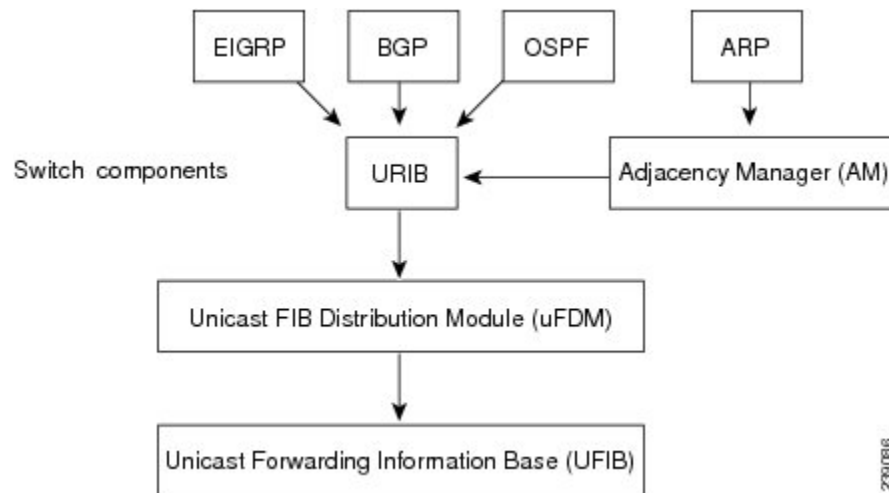 EIGRP
BGP
OSPF
ARP
Switch components
URIB
Adjacency Manager (AM)
Unicast FIB Distribution Module (uFDM)
Unicast Forwarding Information Base (UFIB)
239086